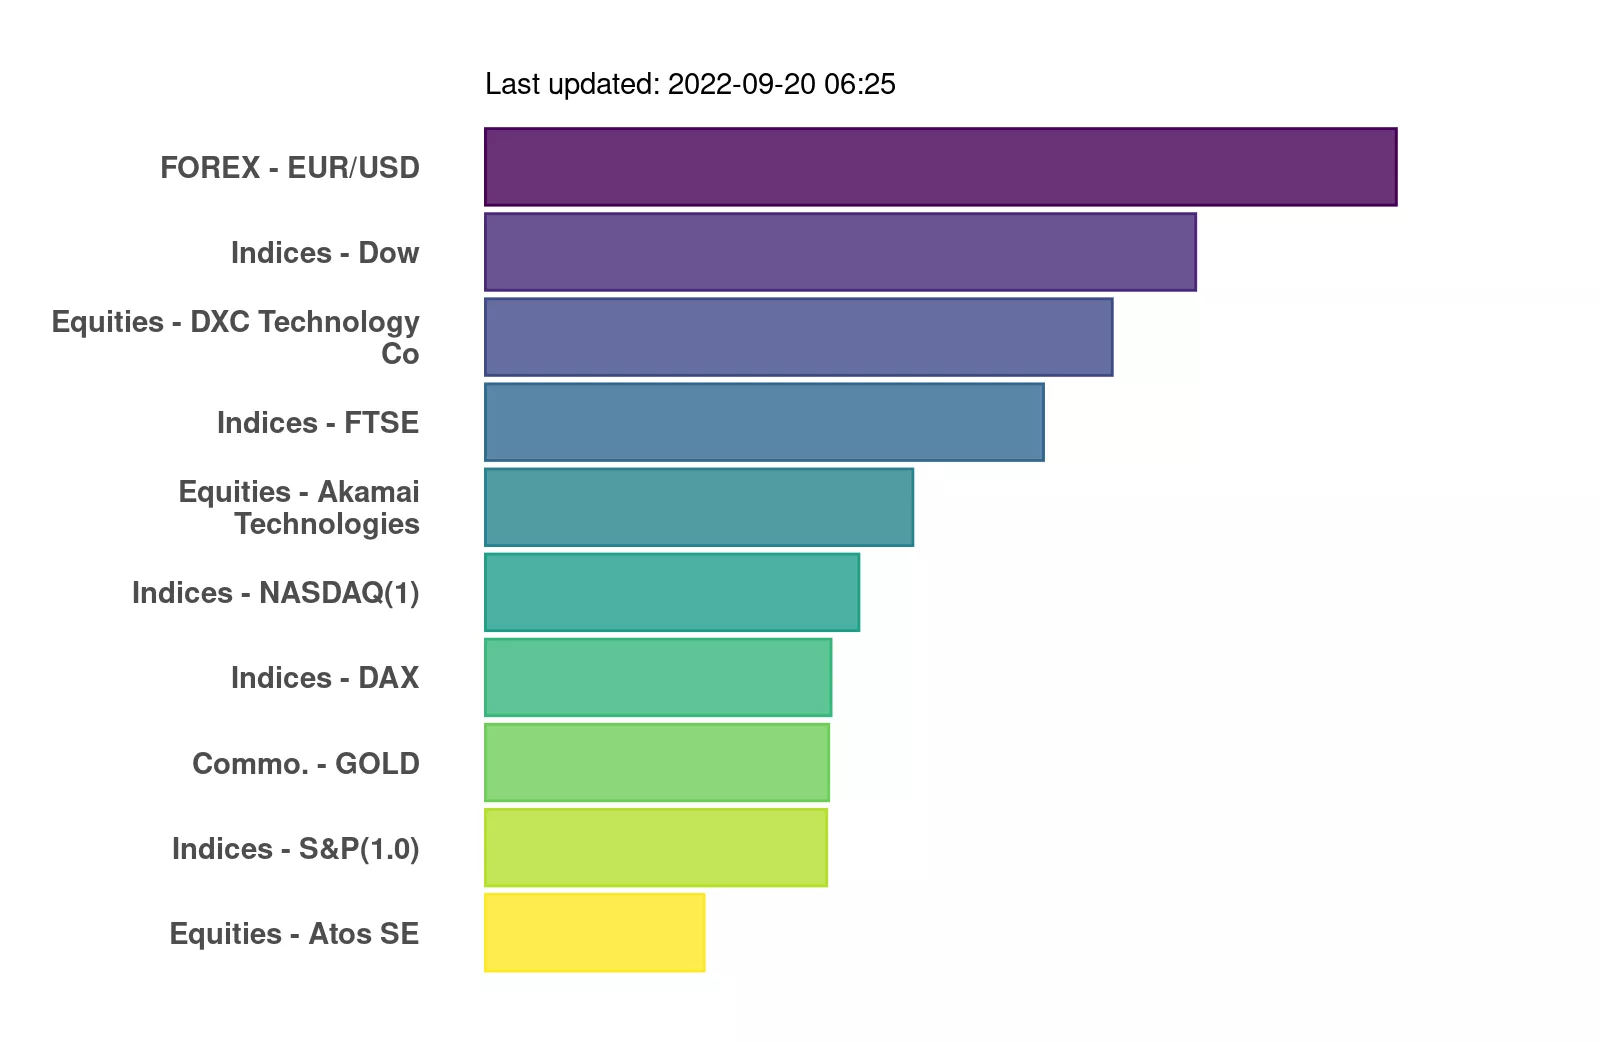 Last updated: 2022-09-20 06:25
FOREX - EUR/USD
Indices - Dow
Equities - DXC Technology
Co
Indices - FTSE
Equities - Akamai
Technologies
Indices - NASDAQ(1)
Indices - DAX
Commo. - GOLD
Indices - S&P(1.0)
Equities - Atos SE